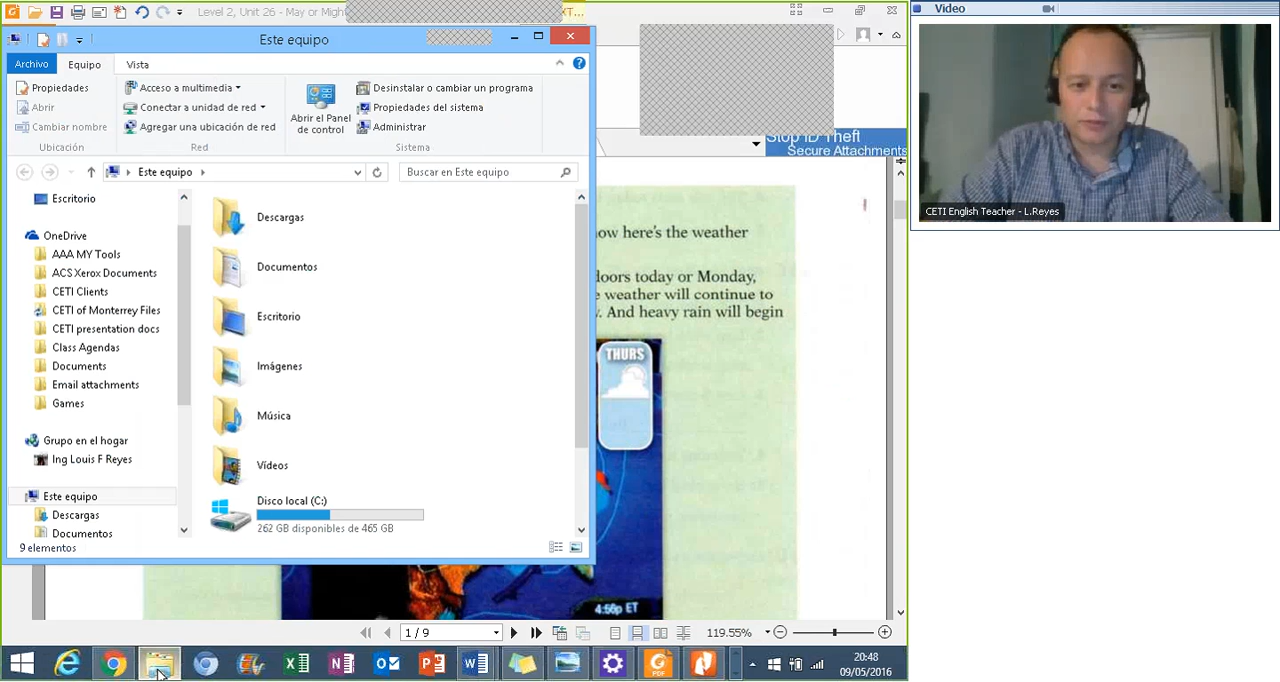 Level 2, Unit 26 - May or Migh
XT...
Video
Este equipo
Archivo
Equipo
Vista
Propiedades
Abrir
Cambiar nombre
Ubicación
Acceso a multimedia
Conectar a unidad de red
Agregar una ubicación de red
Red
Abrir el Panel
de control
Desinstalar o cambiar un programa
Propiedades del sistema
Administrar
Sistema
Este equipo
Buscar en Este equipo
Stop ID Theft
Secure Attachments
CETI English Teacher - L.Reyes
Escritorio
OneDrive
AAA MY Tools
ACS Xerox Documents
CETI Clients
CETI of Monterrey Files
CETI presentation docs
Class Agendas
Documents
Email attachments
Games
Grupo en el hogar
Ing Louis F Reyes
Este equipo
Descargas
Documentos
Descargas
Documentos
Escritorio
Imágenes
Música
Vídeos
Disco local (C:)
262 GB disponibles de 465 GB
9 elementos
now here's the weather
doors today or Monday,
e weather will continue to
y. And heavy rain will begin
THURS
4:56p ET
1 / 9
119.55%
PDF
20:48
09/05/2016